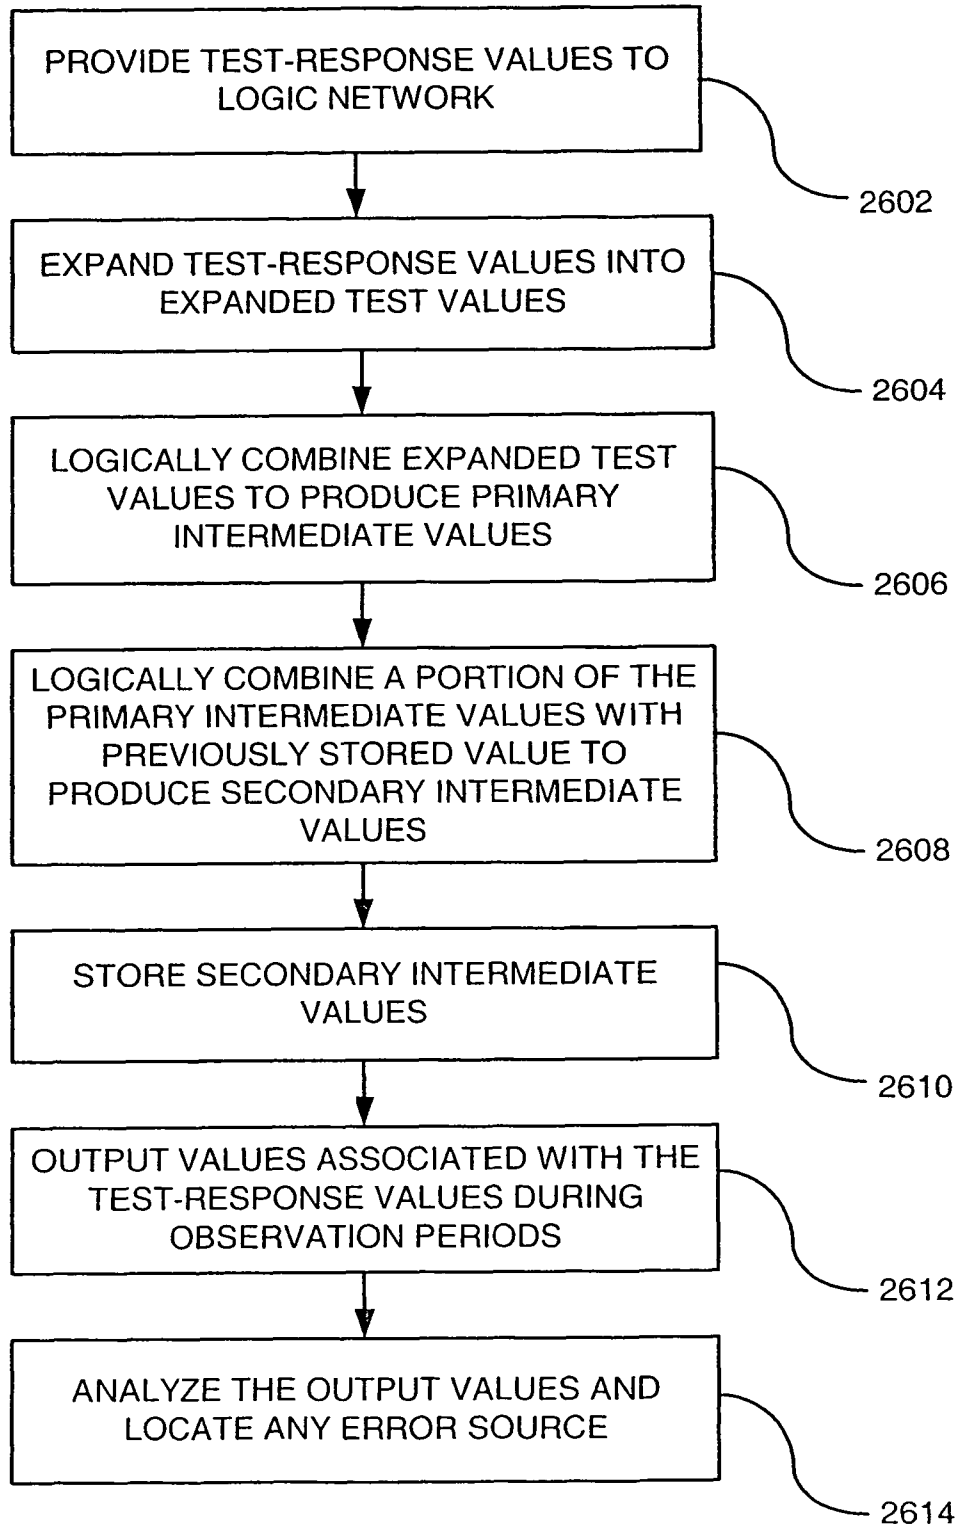 PROVIDE TEST-RESPONSE VALUES TO
LOGIC NETWORK
2602
EXPAND TEST-RESPONSE VALUES INTO
EXPANDED TEST VALUES
2604
LOGICALLY COMBINE EXPANDED TEST
VALUES TO PRODUCE PRIMARY
INTERMEDIATE VALUES
2606
LOGICALLY COMBINE A PORTION OF THE
PRIMARY INTERMEDIATE VALUES WITH
PREVIOUSLY STORED VALUE TO
PRODUCE SECONDARY INTERMEDIATE
VALUES
2608
STORE SECONDARY INTERMEDIATE
VALUES
2610
OUTPUT VALUES ASSOCIATED WITH THE
TEST-RESPONSE VALUES DURING
OBSERVATION PERIODS
2612
ANALYZE THE OUTPUT VALUES AND
LOCATE ANY ERROR SOURCE
2614